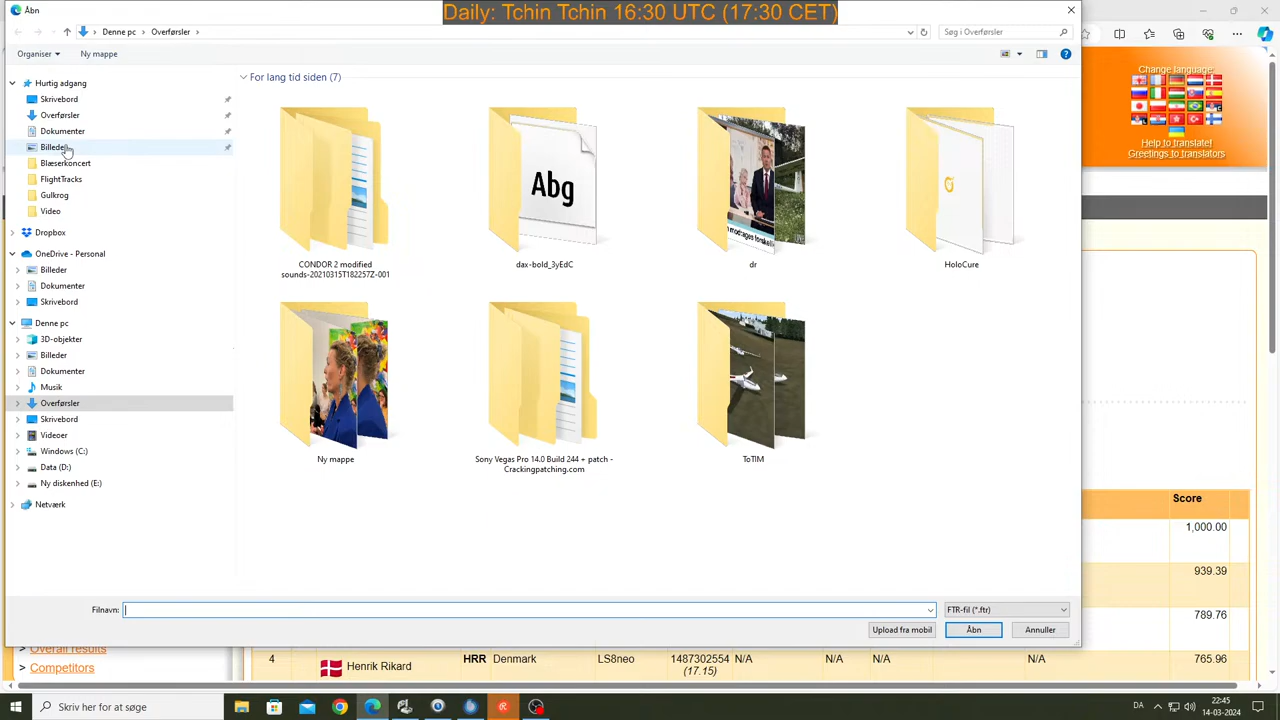 Åbn
Daily: Tchin Tchin 16:30 UTC (17:30 CET)
Denne pc › Overførsler ›
Søg i Overførsler
Organiser
Ny mappe
Hurtig adgang
Skrivebord
Overførsler
Dokumenter
Billeder
Blæserkoncert
FlightTracks
Gulkrog
Video
Dropbox
OneDrive - Personal
Billeder
Dokumenter
Skrivebord
Denne pc
3D-objekter
Billeder
Dokumenter
Musik
Overførsler
Skrivebord
Videoer
Windows (C:)
Data (D:)
Ny diskenhed (E:)
Netværk
For lang tid siden (7)
CONDOR 2 modified
sounds-20210315T182257Z-001
Abg
dax-bold_3yEdC
dr
HoloCure
Ny mappe
Sony Vegas Pro 14.0 Build 244 + patch -
Crackingpatching.com
ToTIM
Filnavn:
FTR-fil (*.ftr)
Upload fra mobil
Åbn
Annuller
Change language:
Help to translate!
Greetings to translators
Score
1,000.00
939.39
789.76
> Overall results
> Competitors
4 Henrik Rikard HRR Denmark LS8neo 1487302554 N/A N/A N/A N/A 765.96
(17.15)
Skriv her for at søge
DA
22:45
14-03-2024